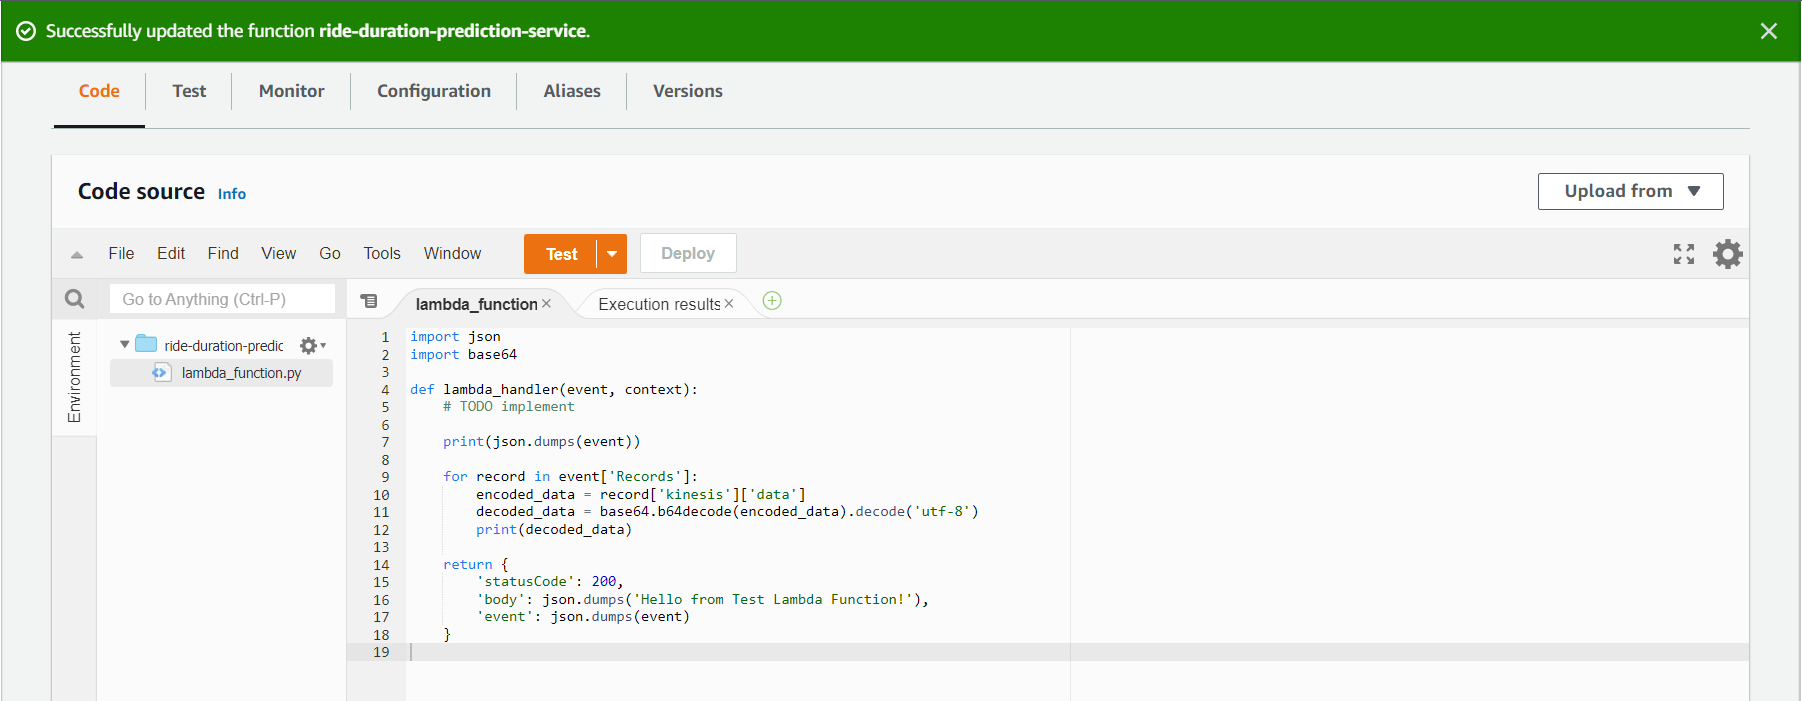 Successfully updated the function ride-duration-prediction-service.
Code
Test
Monitor
Configuration
Aliases
Versions
Code source Info
Upload from
File Edit Find View Go Tools Window
Test
Deploy
Go to Anything (Ctrl-P)
lambda_function
Execution results
Environment
ride-duration-predic
lambda_function.py
1 import json
2 import base64
3
4 def lambda_handler(event, context):
5     # TODO implement
6
7     print(json.dumps(event))
8
9     for record in event['Records']:
10         encoded_data = record['kinesis']['data']
11         decoded_data = base64.b64decode(encoded_data).decode('utf-8')
12         print(decoded_data)
13
14     return {
15         'statusCode': 200,
16         'body': json.dumps('Hello from Test Lambda Function!'),
17         'event': json.dumps(event)
18     }
19